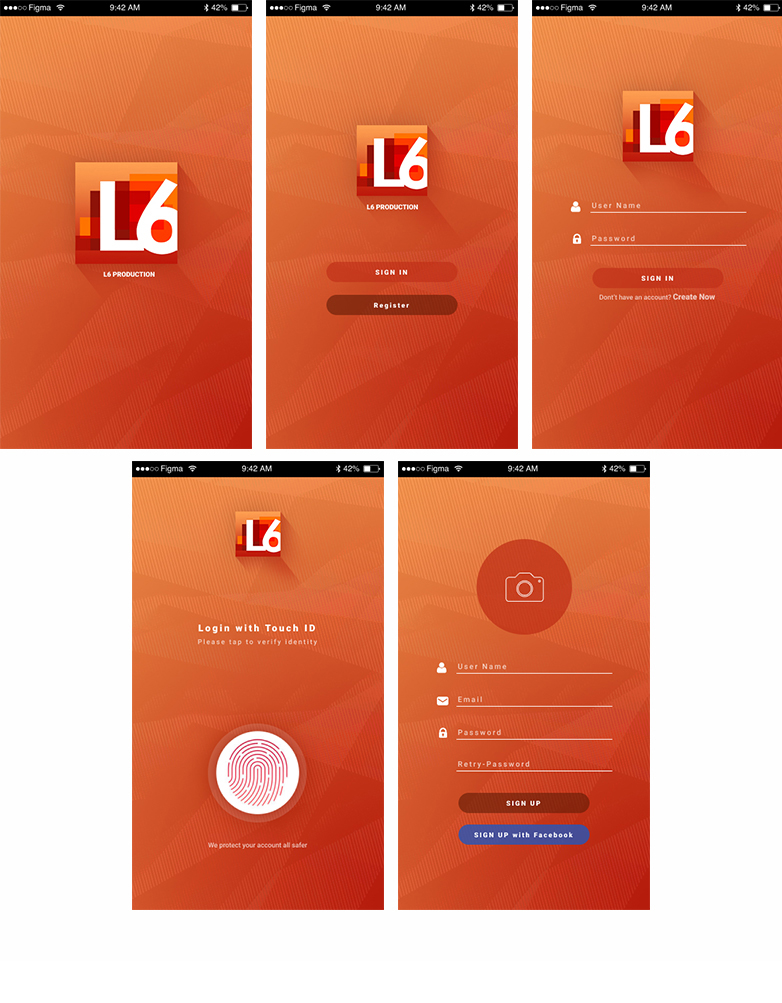 ●●●○○ Figma 9:42 AM 42%
L6
L6 PRODUCTION
●●●○○ Figma 9:42 AM 42%
L6
L6 PRODUCTION
SIGN IN
Register
●●●○○ Figma 9:42 AM 42%
L6
User Name
Password
SIGN IN
Dont't have an account? Create Now
●●●○○ Figma 9:42 AM 42%
L6
Login with Touch ID
Please tap to verify identity
We protect your account all safer
●●●○○ Figma 9:42 AM 42%
User Name
Email
Password
Retry-Password
SIGN UP
SIGN UP with Facebook